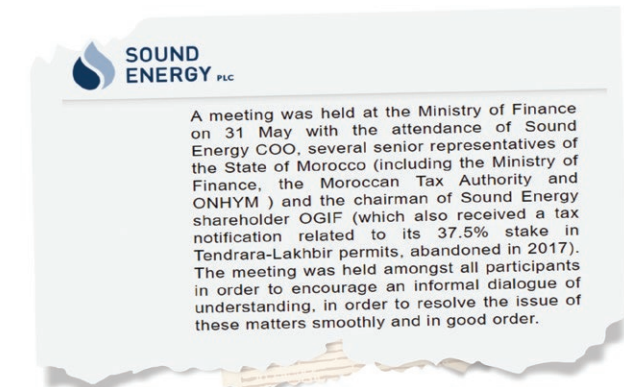 SOUND
ENERGY PLC
A meeting was held at the Ministry of Finance
on 31 May with the attendance of Sound
Energy COO, several senior representatives of
the State of Morocco (including the Ministry of
Finance, the Moroccan Tax Authority and
ONHYM ) and the chairman of Sound Energy
shareholder OGIF (which also received a tax
notification related to its 37.5% stake in
Tendrara-Lakhbir permits, abandoned in 2017).
The meeting was held amongst all participants
in order to encourage an informal dialogue of
understanding, in order to resolve the issue of
these matters smoothly and in good order.